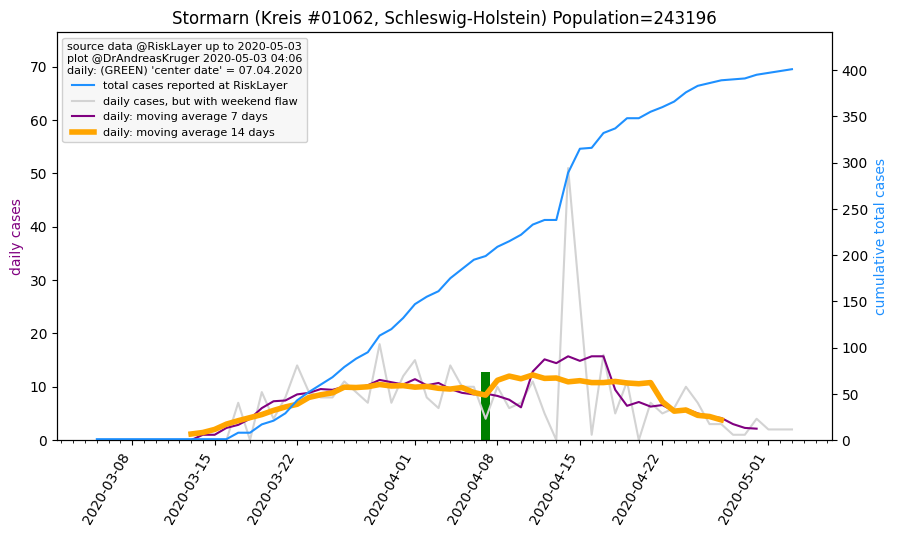 Stormarn (Kreis #01062, Schleswig-Holstein) Population=243196
source data @RiskLayer up to 2020-05-03
plot @DrAndreasKruger 2020-05-03 04:06
daily: (GREEN) 'center date' = 07.04.2020
total cases reported at RiskLayer
daily cases, but with weekend flaw
daily: moving average 7 days
daily: moving average 14 days
daily cases
70
60
50
40
30
20
10
0
400
350
300
250
200
150
100
50
0
cumulative total cases
2020-03-08
2020-03-15
2020-03-22
2020-04-01
2020-04-08
2020-04-15
2020-04-22
2020-05-01